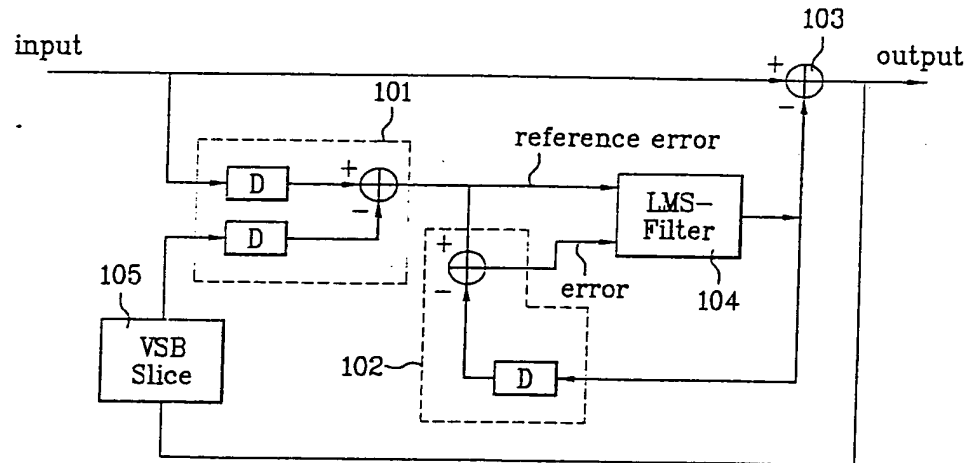 103
input
output
+
-
101
reference error
D
+
-
LMS-
Filter
D
+
-
error
104
105
VSB
Slice
102
D